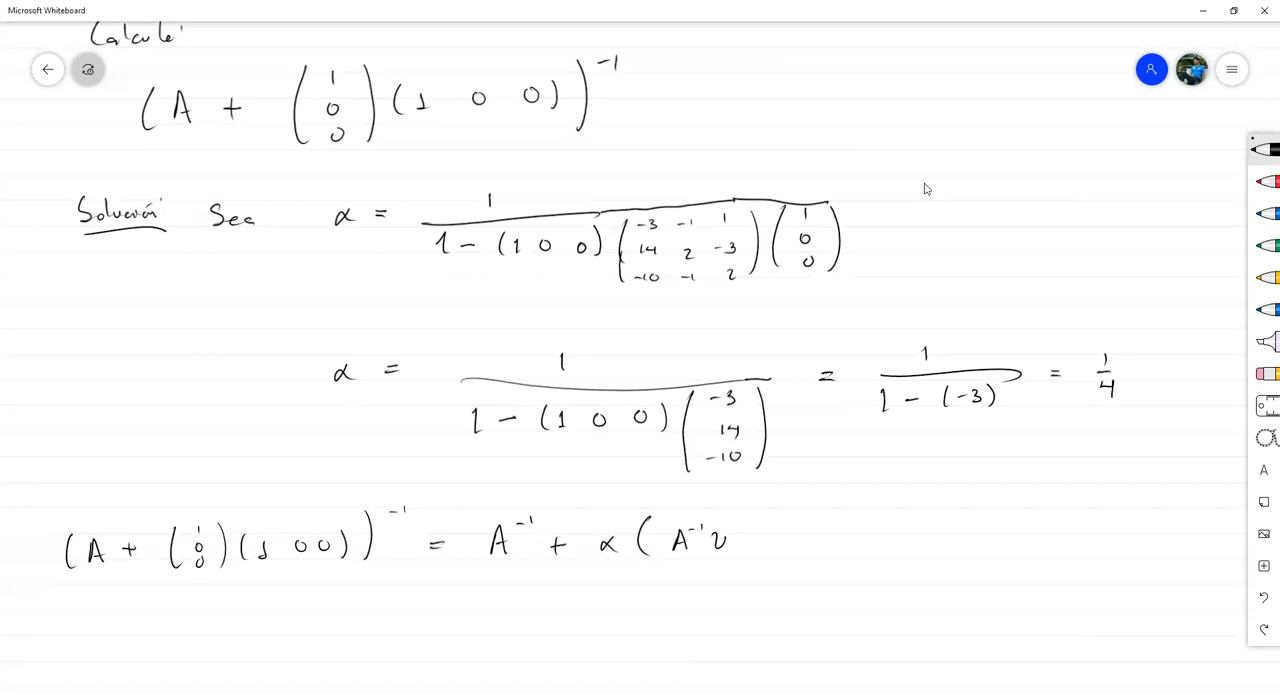 Microsoft Whiteboard
Calcule
(A + (1 0 0) (1 0 0))⁻¹
Solución Sea α = 1 / (1 − (1 0 0) (−3 −1 1
14 2 −3
−10 −1 2) (1 0 0))
α = 1 / (1 − (1 0 0) (−3 14 −10)) = 1 / (1 − (−3)) = 1/4
(A + (1 0 0) (1 0 0))⁻¹ = A⁻¹ + α (A⁻¹ v
A